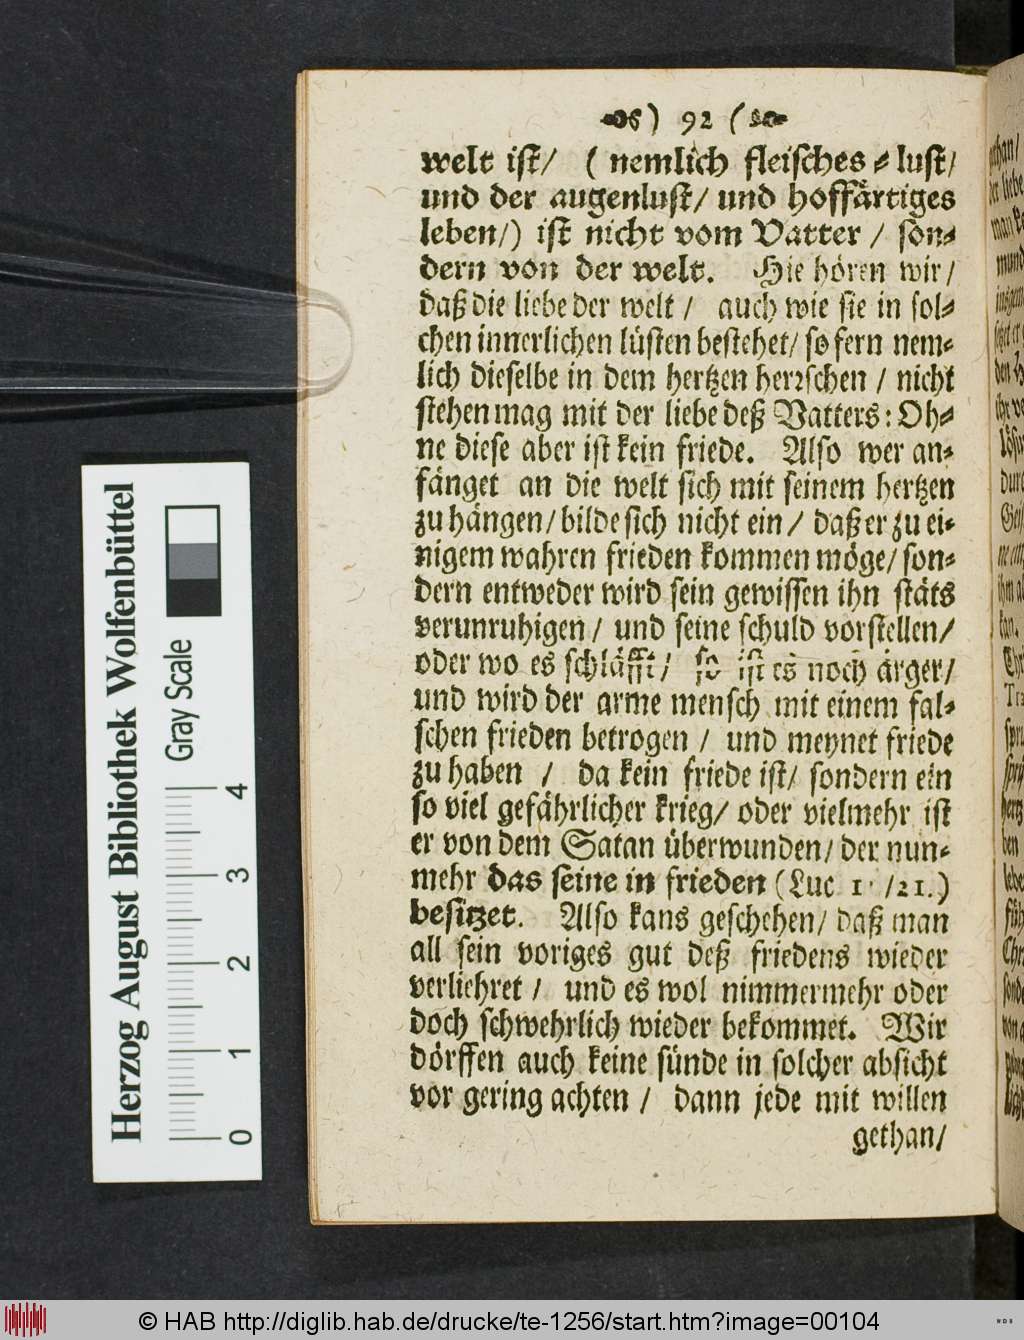 ) 92 (
welt ist/ ( nemlich fleisches⸗lust/
und der augenlust/ und hoffärtiges
leben/) ist nicht vom Vatter / son⸗
dern von der welt. Hie hören wir/
daß die liebe der welt / auch wie sie in sol⸗
chen innerlichen lüsten bestehet/ so fern nem⸗
lich dieselbe in dem hertzen herꝛschen / nicht
stehen mag mit der liebe deß Vatters: Oh⸗
ne diese aber ist kein friede. Also wer an⸗
fänget an die welt sich mit seinem hertzen
zu hängen/ bilde sich nicht ein/ daß er zu ei⸗
nigem wahren frieden kommen möge/ son⸗
dern entweder wird sein gewissen ihn stäts
verunruhigen/ und seine schuld vorstellen/
oder wo es schläfft/ so ist es noch ärger/
und wird der arme mensch mit einem fal⸗
schen frieden betrogen / und meynet friede
zu haben / da kein friede ist/ sondern ein
so viel gefährlicher krieg/ oder vielmehr ist
er von dem Satan überwunden/ der nun⸗
mehr das seine in frieden (Luc /21.)
besitzet. Also kans geschehen/ daß man
all sein voriges gut deß friedens wieder
verliehret / und es wol nimmermehr oder
doch schwehrlich wieder bekommet. Wir
dörffen auch keine sünde in solcher absicht
vor gering achten / dann jede mit willen
gethan/
Herzog August Bibliothek Wolfenbüttel
Gray Scale
0 1 2 3 4
© HAB http://diglib.hab.de/drucke/te-1256/start.htm?image=00104